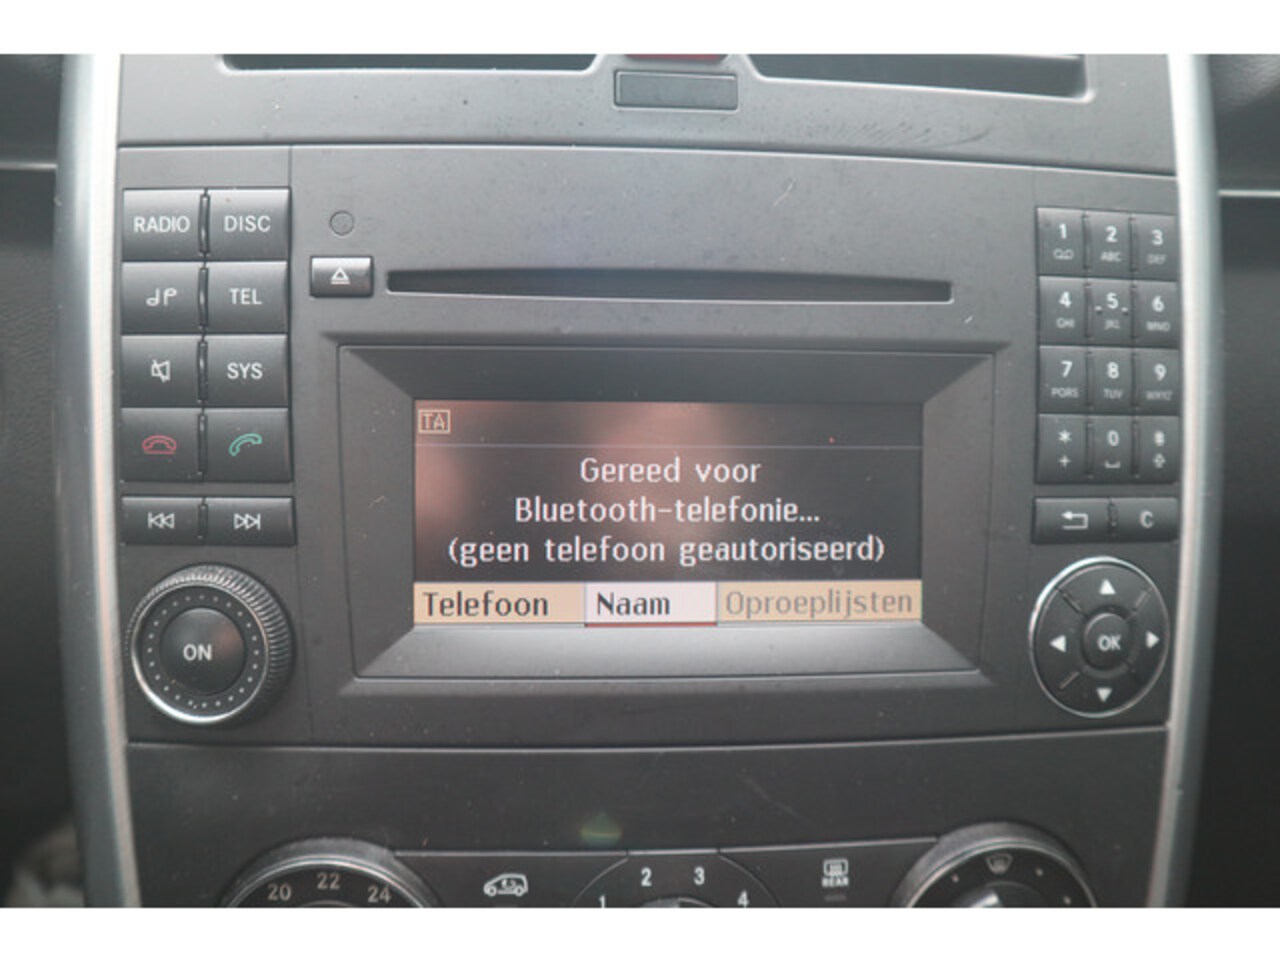 RADIO DISC
TEL
SYS
ON
1 2 ABC 3 DEF
4 GHI 5 JKL 6 MNO
7 PQRS 8 TUV 9 WXYZ
* + 0 #
C
OK
TA
Gereed voor
Bluetooth-telefonie...
(geen telefoon geautoriseerd)
Telefoon Naam Oproeplijsten
20 22 24
1 2 3 4
REAR